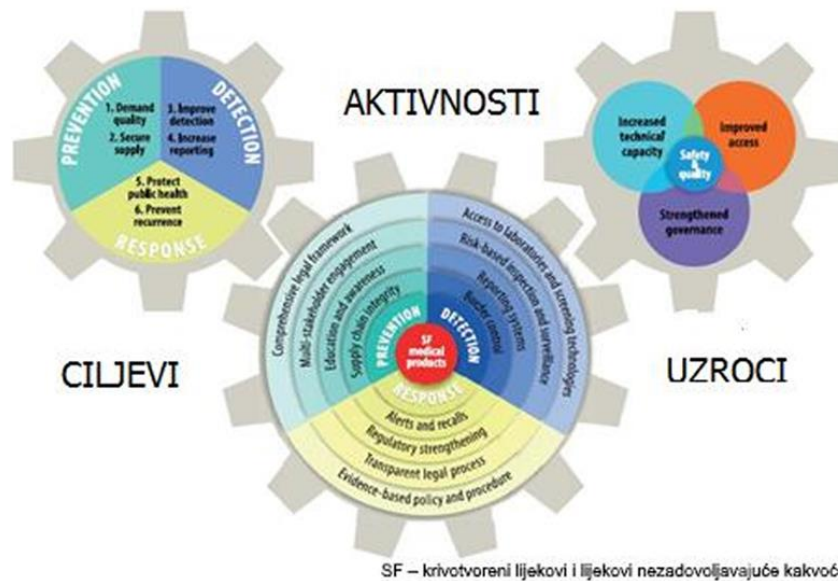 AKTIVNOSTI
CILJEVI
UZROCI
PREVENTION
1. Demand
quality
2. Secure
supply
DETECTION
3. Improve
detection
4. Increase
reporting
5. Protect
public health
6. Prevent
recurrence
RESPONSE
Increased
technical
capacity
Improved
access
Safety
&
quality
Strengthened
governance
Comprehensive legal framework
Multi-stakeholder engagement
Education and awareness
Supply chain integrity
PREVENTION
Access to laboratories and screening technologies
Risk-based inspection and surveillance
Reporting systems
Border control
DETECTION
SF
medical
products
RESPONSE
Alerts and recalls
Regulatory strengthening
Transparent legal process
Evidence-based policy and procedure
SF – krivotvoreni lijekovi i lijekovi nezadovoljavajuće kakvoć